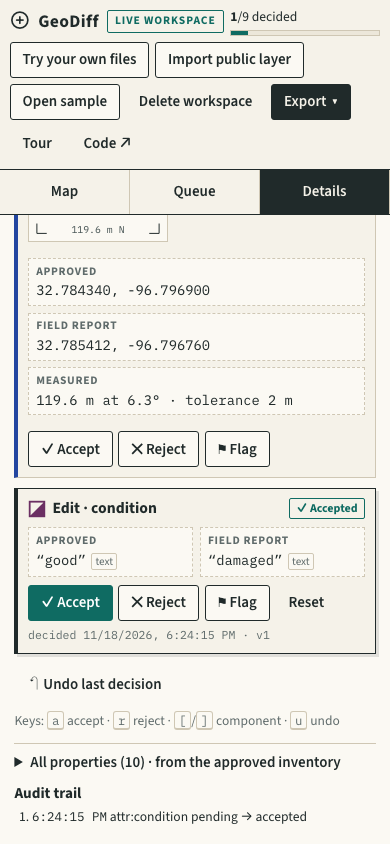 GeoDiff LIVE WORKSPACE 1/9 decided
Try your own files Import public layer
Open sample Delete workspace Export ▾
Tour Code ↗
Map Queue Details
119.6 m N
APPROVED
32.784340, -96.796900
FIELD REPORT
32.785412, -96.796760
MEASURED
119.6 m at 6.3° · tolerance 2 m
✓ Accept ✕ Reject ⚑ Flag
Edit · condition ✓ Accepted
APPROVED FIELD REPORT
“good” text “damaged” text
✓ Accept ✕ Reject ⚑ Flag Reset
decided 11/18/2026, 6:24:15 PM · v1
Undo last decision
Keys: a accept · r reject · [ / ] component · u undo
▶ All properties (10) · from the approved inventory
Audit trail
1. 6:24:15 PM attr:condition pending → accepted